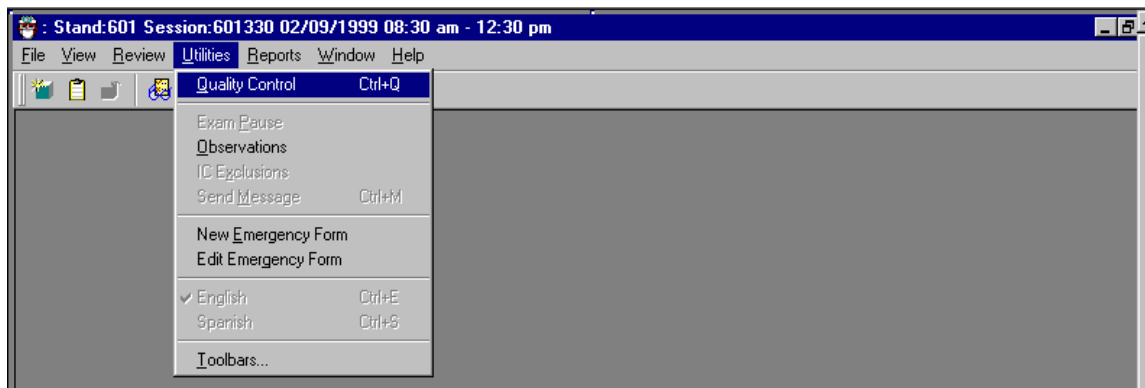 : Stand:601 Session:601330 02/09/1999 08:30 am - 12:30 pm
File View Review Utilities Reports Window Help
Quality Control Ctrl+Q
Exam Pause
Observations
IC Exclusions
Send Message Ctrl+M
New Emergency Form
Edit Emergency Form
English Ctrl+E
Spanish Ctrl+S
Toolbars...